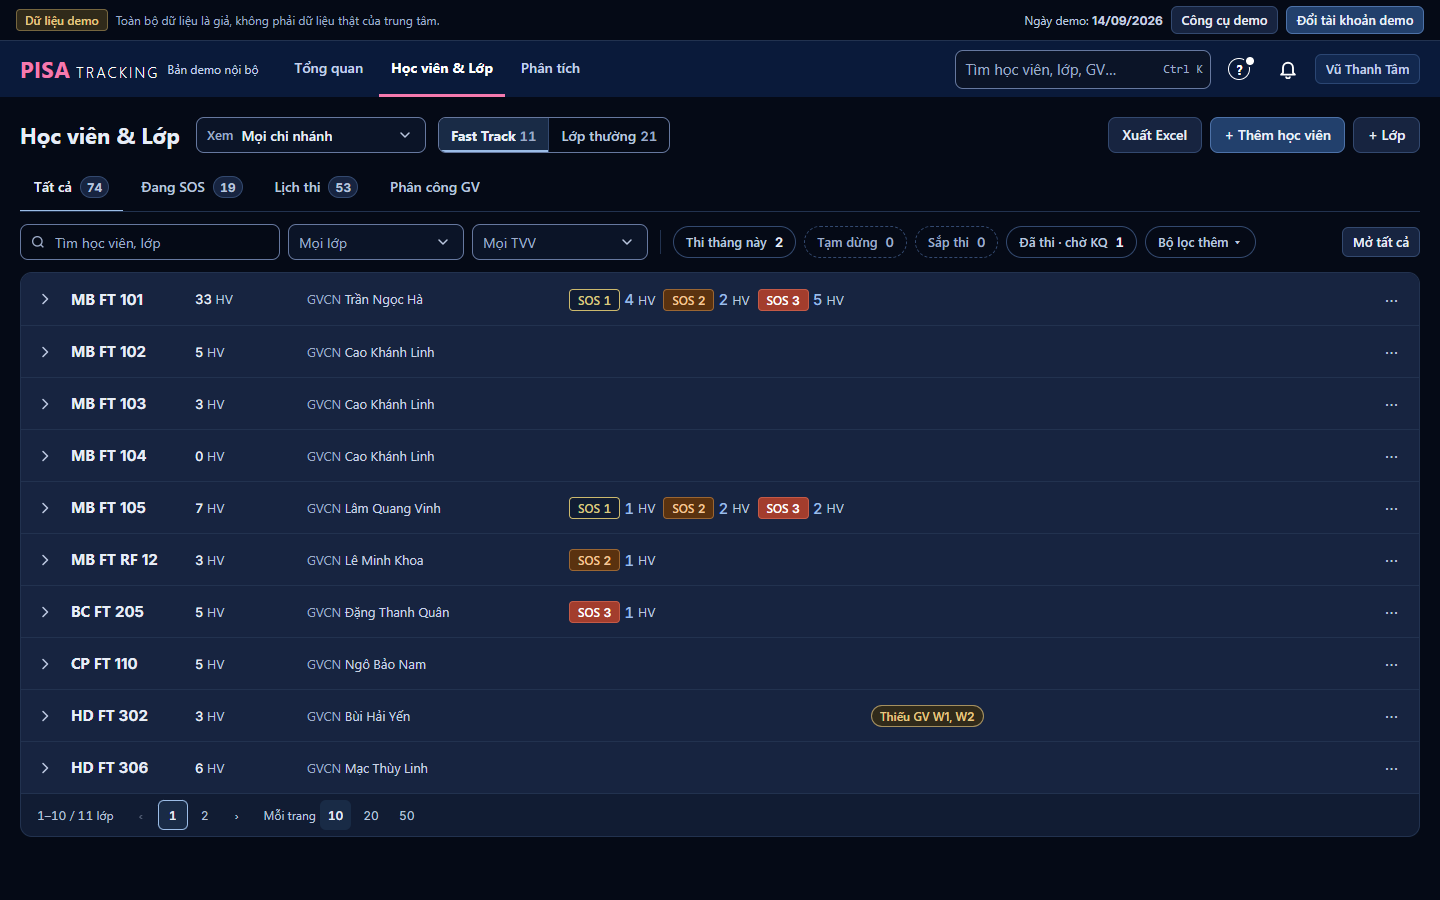 Dữ liệu demo Toàn bộ dữ liệu là giả, không phải dữ liệu thật của trung tâm. Ngày demo: 14/09/2026 Công cụ demo Đổi tài khoản demo
PISA TRACKING Bản demo nội bộ Tổng quan Học viên & Lớp Phân tích Tìm học viên, lớp, GV... Ctrl K ? Vũ Thanh Tâm
Học viên & Lớp Xem Mọi chi nhánh Fast Track 11 Lớp thường 21 Xuất Excel + Thêm học viên + Lớp
Tất cả 74 Đang SOS 19 Lịch thi 53 Phân công GV
Tìm học viên, lớp Mọi lớp Mọi TVV Thi tháng này 2 Tạm dừng 0 Sắp thi 0 Đã thi · chờ KQ 1 Bộ lọc thêm Mở tất cả
MB FT 101 33 HV GVCN Trần Ngọc Hà SOS 1 4 HV SOS 2 2 HV SOS 3 5 HV ...
MB FT 102 5 HV GVCN Cao Khánh Linh ...
MB FT 103 3 HV GVCN Cao Khánh Linh ...
MB FT 104 0 HV GVCN Cao Khánh Linh ...
MB FT 105 7 HV GVCN Lâm Quang Vinh SOS 1 1 HV SOS 2 2 HV SOS 3 2 HV ...
MB FT RF 12 3 HV GVCN Lê Minh Khoa SOS 2 1 HV ...
BC FT 205 5 HV GVCN Đặng Thanh Quân SOS 3 1 HV ...
CP FT 110 5 HV GVCN Ngô Bảo Nam ...
HD FT 302 3 HV GVCN Bùi Hải Yến Thiếu GV W1, W2 ...
HD FT 306 6 HV GVCN Mạc Thùy Linh ...
1–10 / 11 lớp ‹ 1 2 › Mỗi trang 10 20 50